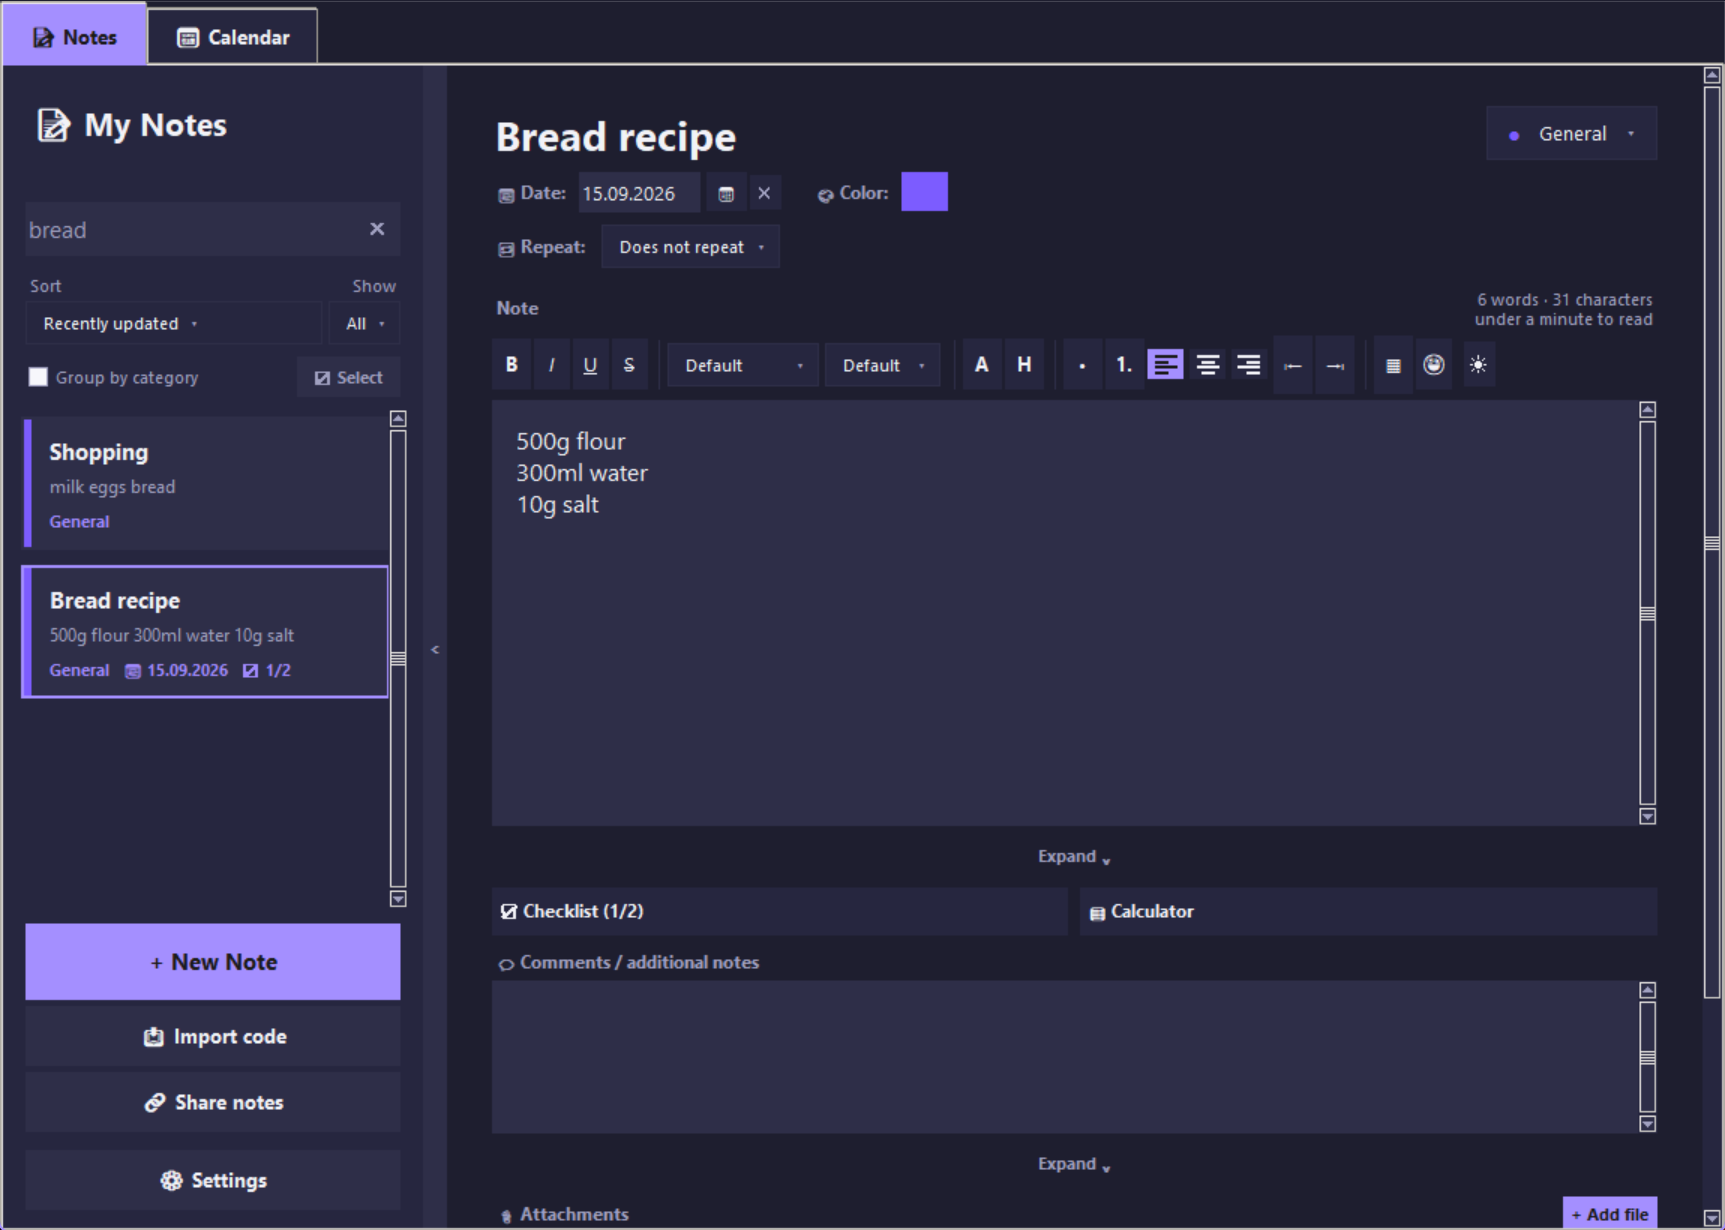 Notes
Calendar
My Notes
bread
Sort
Show
Recently updated
All
Group by category
Select
Shopping
milk eggs bread
General
Bread recipe
500g flour 300ml water 10g salt
General 15.09.2026 1/2
+ New Note
Import code
Share notes
Settings
<
Bread recipe
General
Date: 15.09.2026
Color:
Repeat: Does not repeat
Note
6 words · 31 characters
under a minute to read
B I U S Default Default A H • 1.
500g flour
300ml water
10g salt
Expand
Checklist (1/2)
Calculator
Comments / additional notes
Expand
Attachments
+ Add file